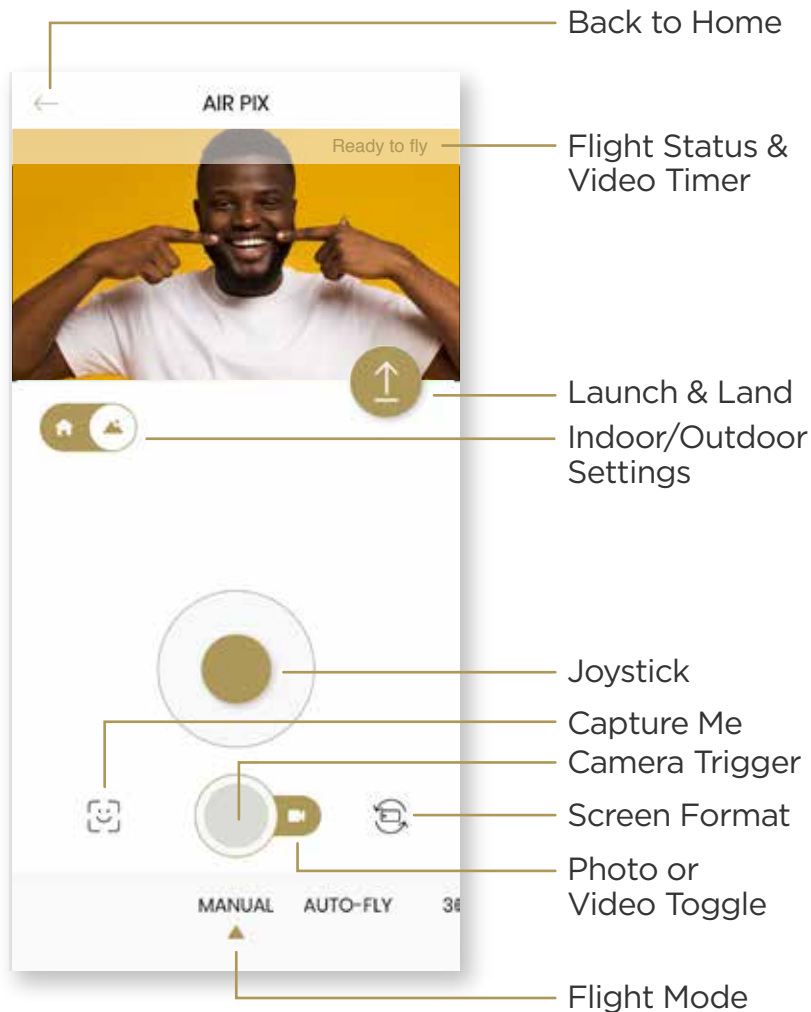 Back to Home
AIR PIX
Ready to fly
Flight Status &
Video Timer
Launch & Land
Indoor/Outdoor
Settings
Joystick
Capture Me
Camera Trigger
Screen Format
Photo or
Video Toggle
MANUAL AUTO-FLY
Flight Mode